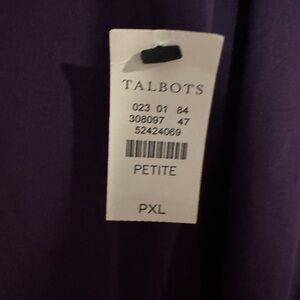 TALBOTS
023 01 84
308097 47
52424069
PETITE
PXL